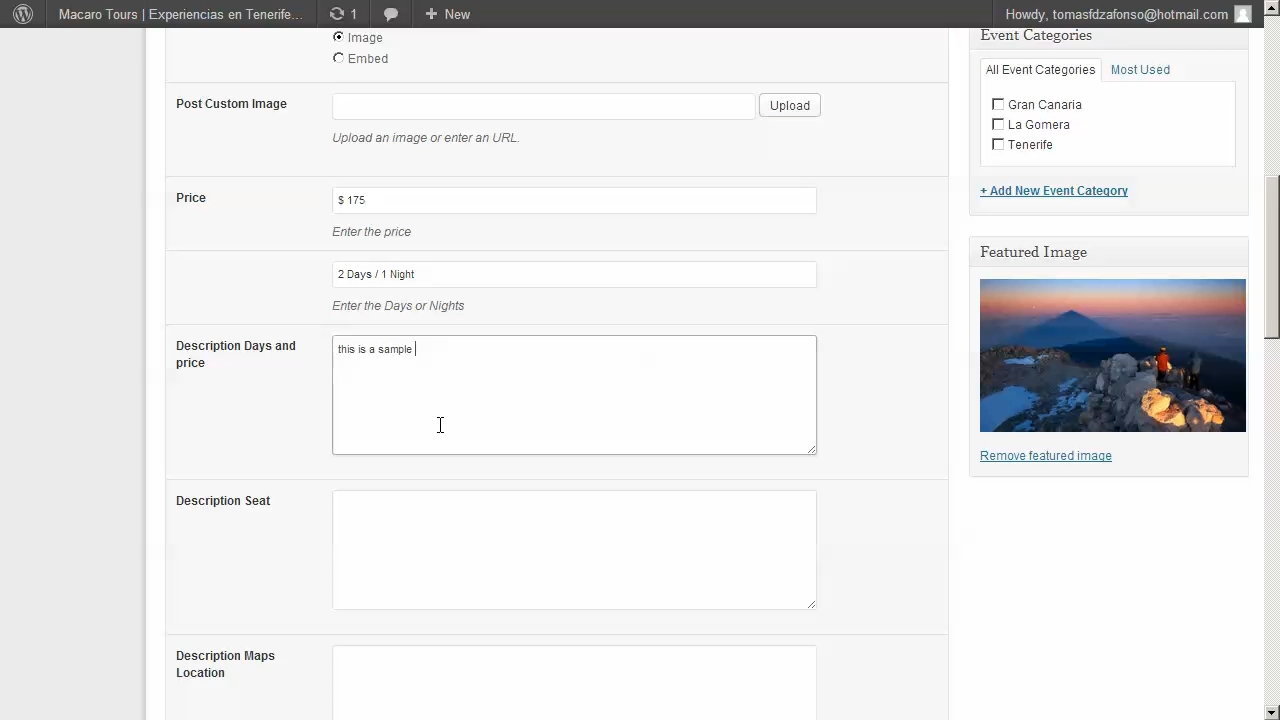 Macaro Tours | Experiencias en Tenerife... 1 New Howdy, tomasfdzafonso@hotmail.com
Image
Embed
Post Custom Image
Upload
Upload an image or enter an URL.
Price
$ 175
Enter the price
2 Days / 1 Night
Enter the Days or Nights
Description Days and
price
this is a sample
Description Seat
Description Maps
Location
Event Categories
All Event Categories Most Used
Gran Canaria
La Gomera
Tenerife
+ Add New Event Category
Featured Image
Remove featured image